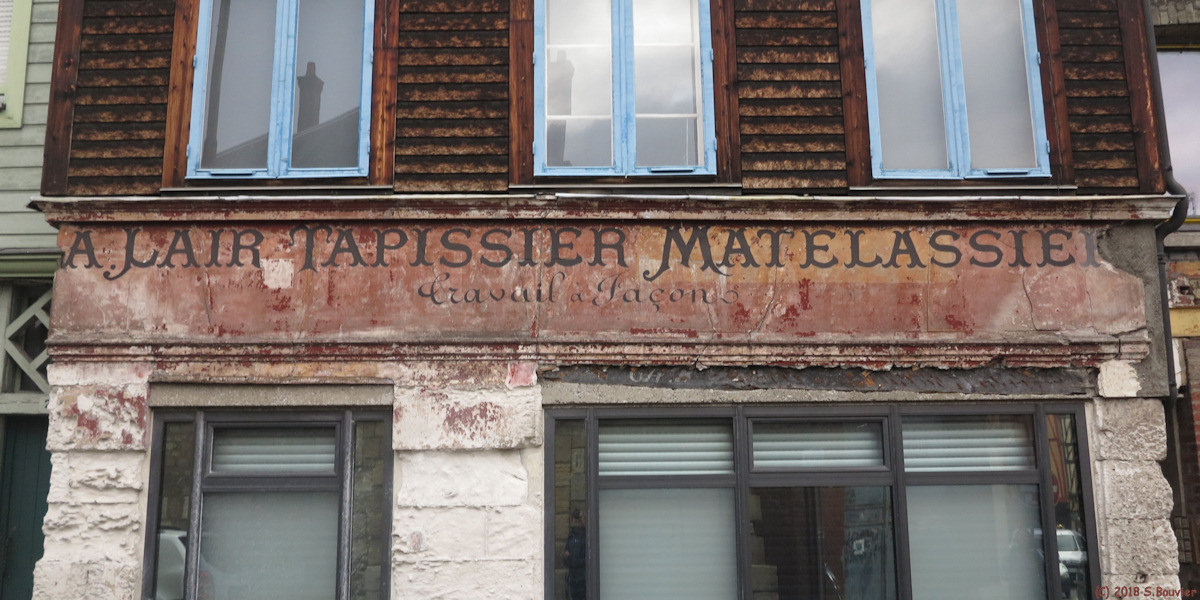 A. LAIR TAPISSIER MATELASSIER
Travail à Façon
(C) 2018-S.Bouvier